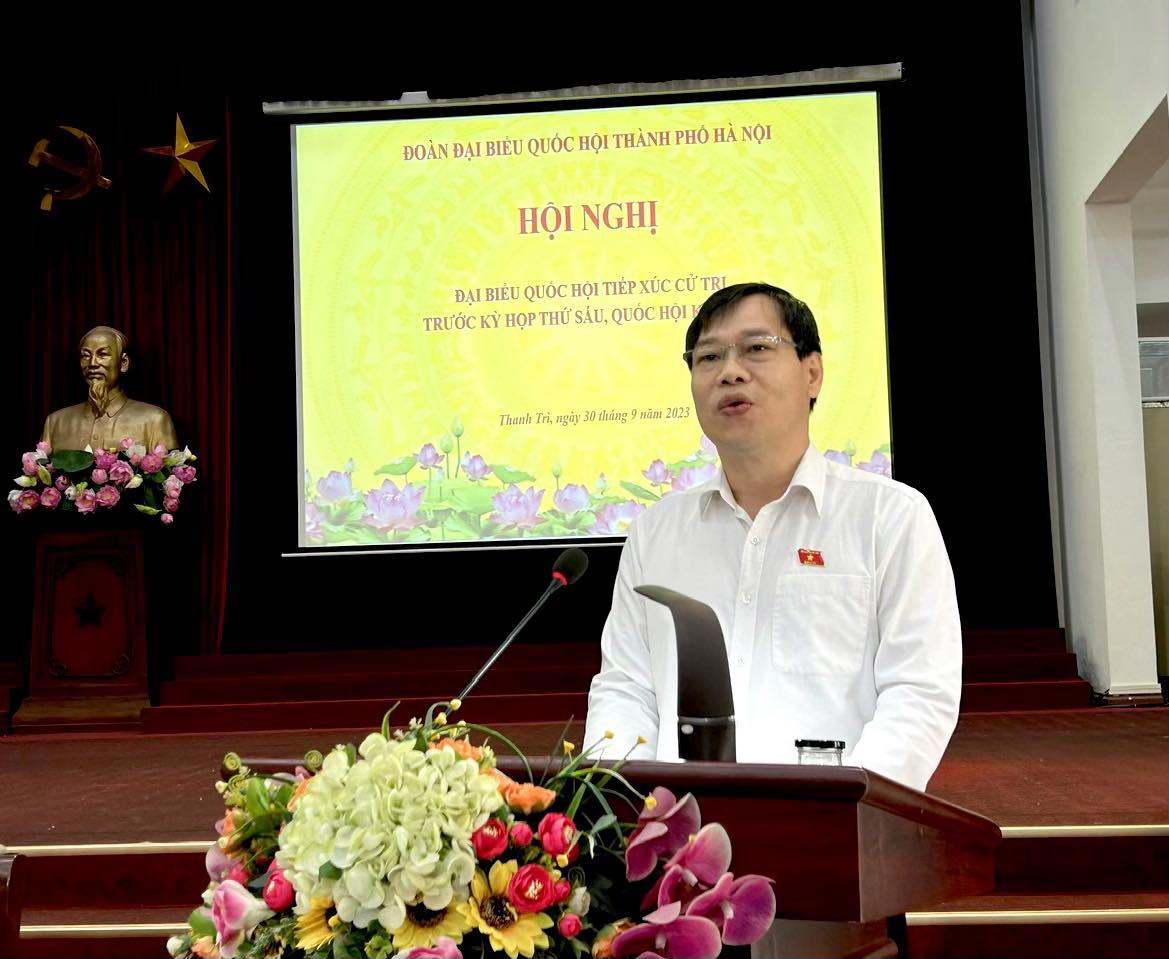 ĐOÀN ĐẠI BIỂU QUỐC HỘI THÀNH PHỐ HÀ NỘI
HỘI NGHỊ
ĐẠI BIỂU QUỐC HỘI TIẾP XÚC CỬ TRI
TRƯỚC KỲ HỌP THỨ SÁU, QUỐC HỘI
Thanh Trì, ngày 30 tháng 9 năm 2023